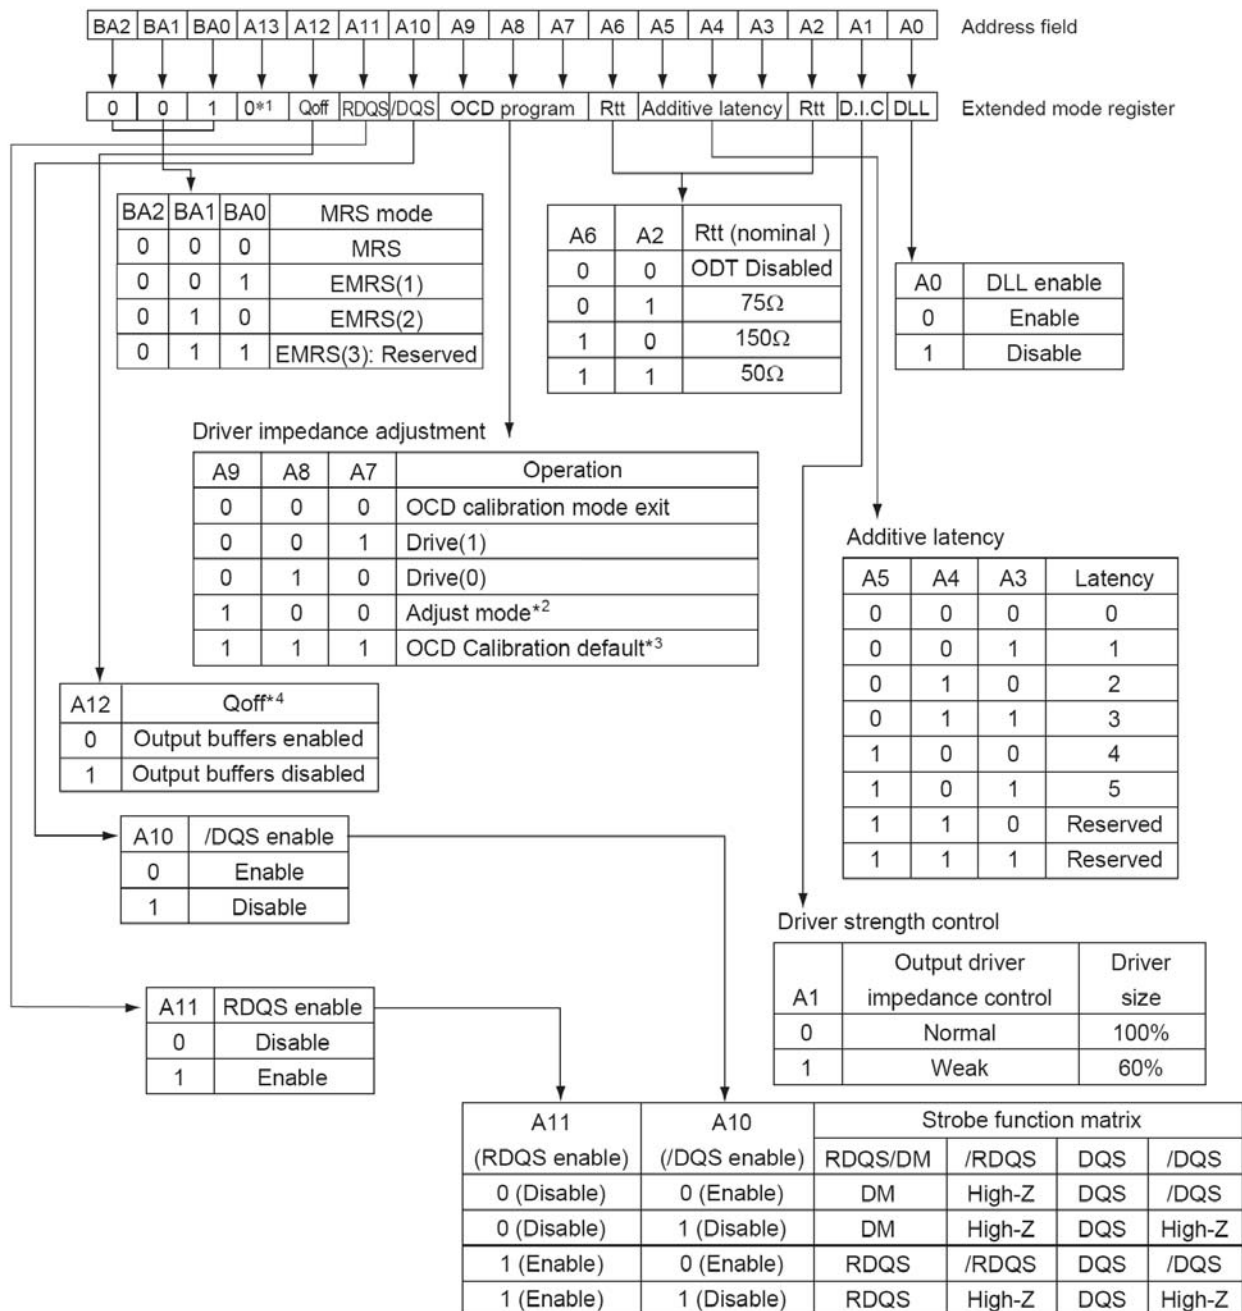 BA2 BA1 BA0 A13 A12 A11 A10 A9 A8 A7 A6 A5 A4 A3 A2 A1 A0 Address field
0 0 1 0*1 Qoff RDQS /DQS OCD program Rtt Additive latency Rtt D.I.C DLL Extended mode register
BA2 BA1 BA0 MRS mode
0 0 0 MRS
0 0 1 EMRS(1)
0 1 0 EMRS(2)
0 1 1 EMRS(3): Reserved
A6 A2 Rtt (nominal )
0 0 ODT Disabled
0 1 75Ω
1 0 150Ω
1 1 50Ω
A0 DLL enable
0 Enable
1 Disable
Driver impedance adjustment
A9 A8 A7 Operation
0 0 0 OCD calibration mode exit
0 0 1 Drive(1)
0 1 0 Drive(0)
1 0 0 Adjust mode*2
1 1 1 OCD Calibration default*3
Additive latency
A5 A4 A3 Latency
0 0 0 0
0 0 1 1
0 1 0 2
0 1 1 3
1 0 0 4
1 0 1 5
1 1 0 Reserved
1 1 1 Reserved
A12 Qoff*4
0 Output buffers enabled
1 Output buffers disabled
A10 /DQS enable
0 Enable
1 Disable
Driver strength control
A1 Output driver impedance control Driver size
0 Normal 100%
1 Weak 60%
A11 RDQS enable
0 Disable
1 Enable
A11 A10 Strobe function matrix
(RDQS enable) (/DQS enable) RDQS/DM /RDQS DQS /DQS
0 (Disable) 0 (Enable) DM High-Z DQS /DQS
0 (Disable) 1 (Disable) DM High-Z DQS High-Z
1 (Enable) 0 (Enable) RDQS /RDQS DQS /DQS
1 (Enable) 1 (Disable) RDQS High-Z DQS High-Z